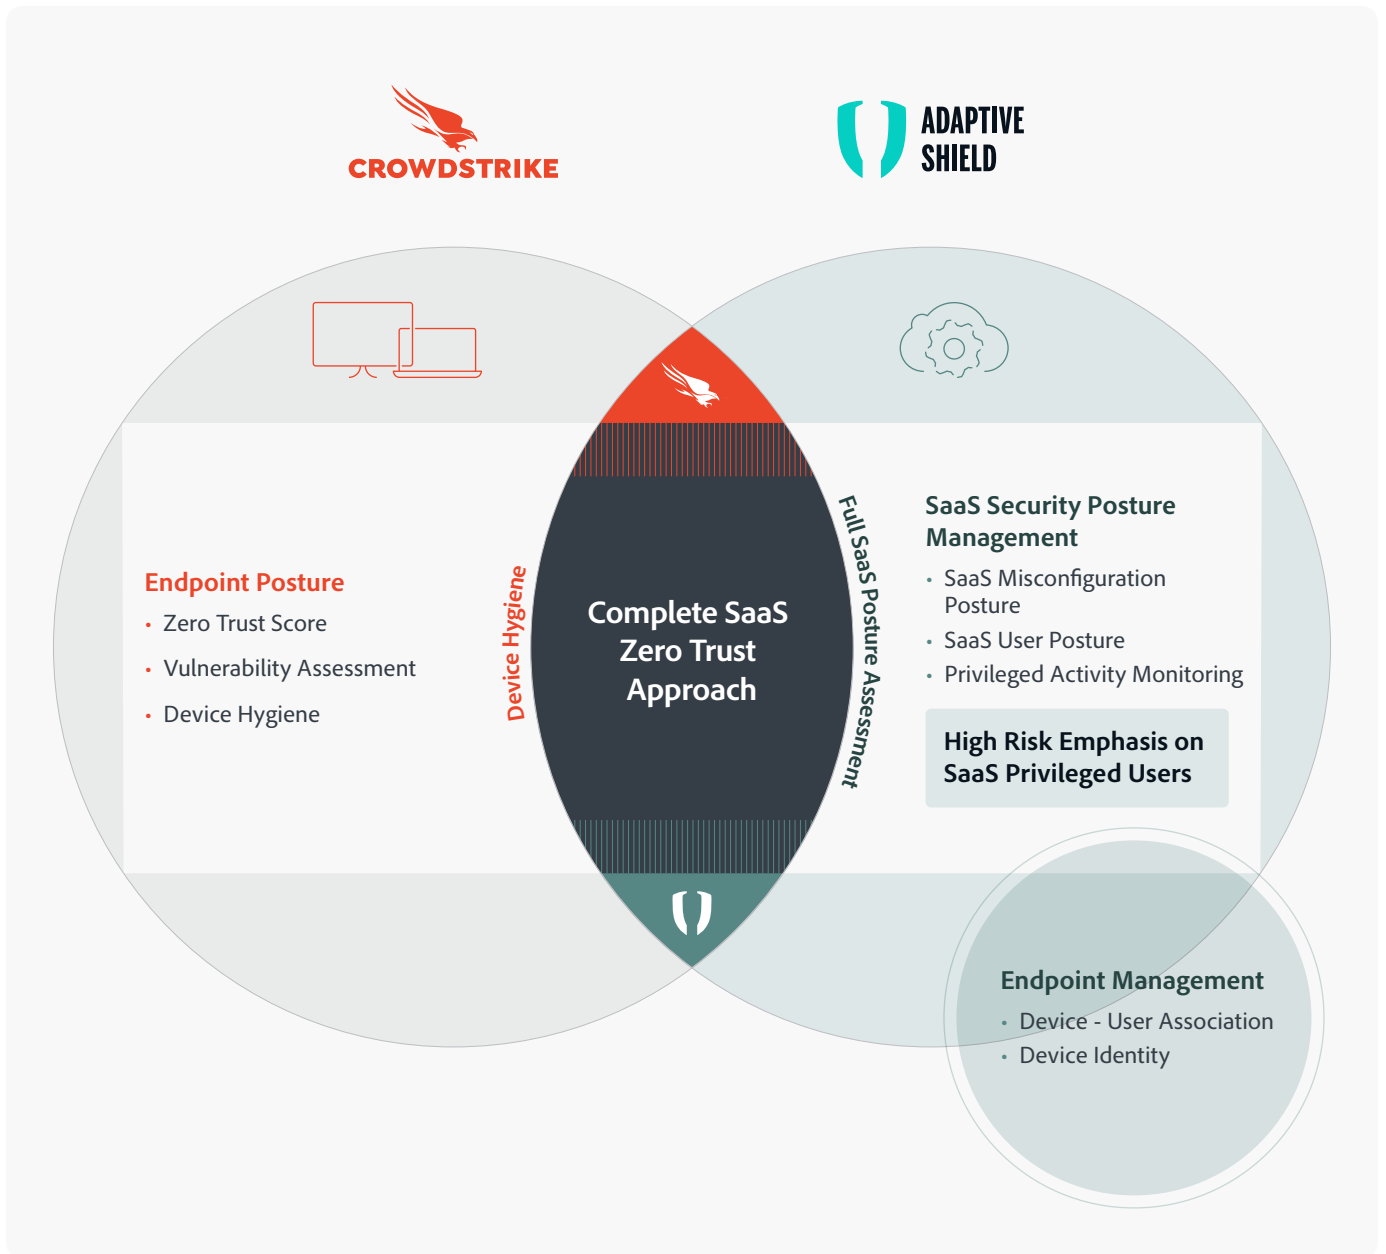 CROWDSTRIKE
ADAPTIVE
SHIELD
Endpoint Posture
• Zero Trust Score
• Vulnerability Assessment
• Device Hygiene
Device Hygiene
Complete SaaS
Zero Trust
Approach
Full SaaS Posture Assessment
SaaS Security Posture
Management
• SaaS Misconfiguration
Posture
• SaaS User Posture
• Privileged Activity Monitoring
High Risk Emphasis on
SaaS Privileged Users
Endpoint Management
• Device - User Association
• Device Identity